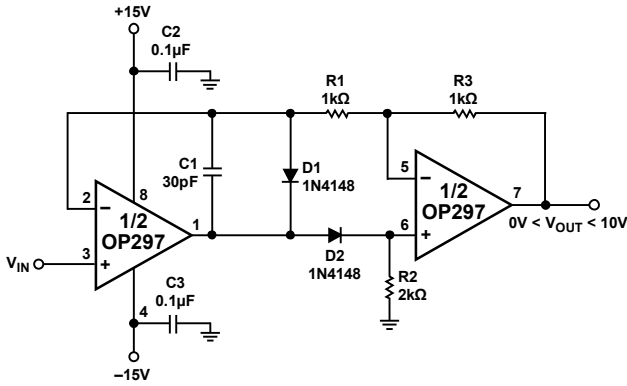 +15V
C2
0.1µF
R1
1kΩ
R3
1kΩ
C1
30pF
D1
1N4148
2
8
1/2
OP297
1
3
VIN
4
–15V
C3
0.1µF
D2
1N4148
5
6
1/2
OP297
7
R2
2kΩ
0V < VOUT < 10V
–
+
–
+